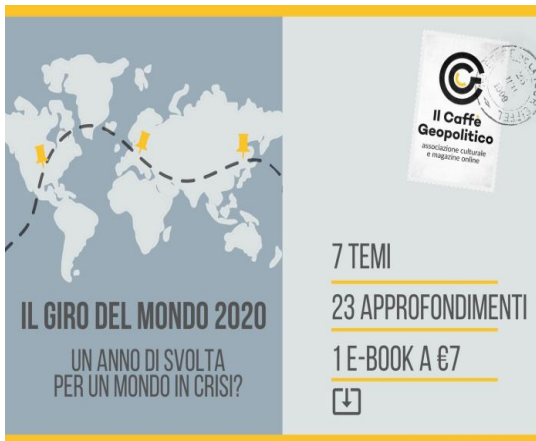 IL GIRO DEL MONDO 2020
UN ANNO DI SVOLTA
PER UN MONDO IN CRISI?
Il Caffè
Geopolitico
associazione culturale
e magazine online
7 TEMI
23 APPROFONDIMENTI
1 E-BOOK A €7